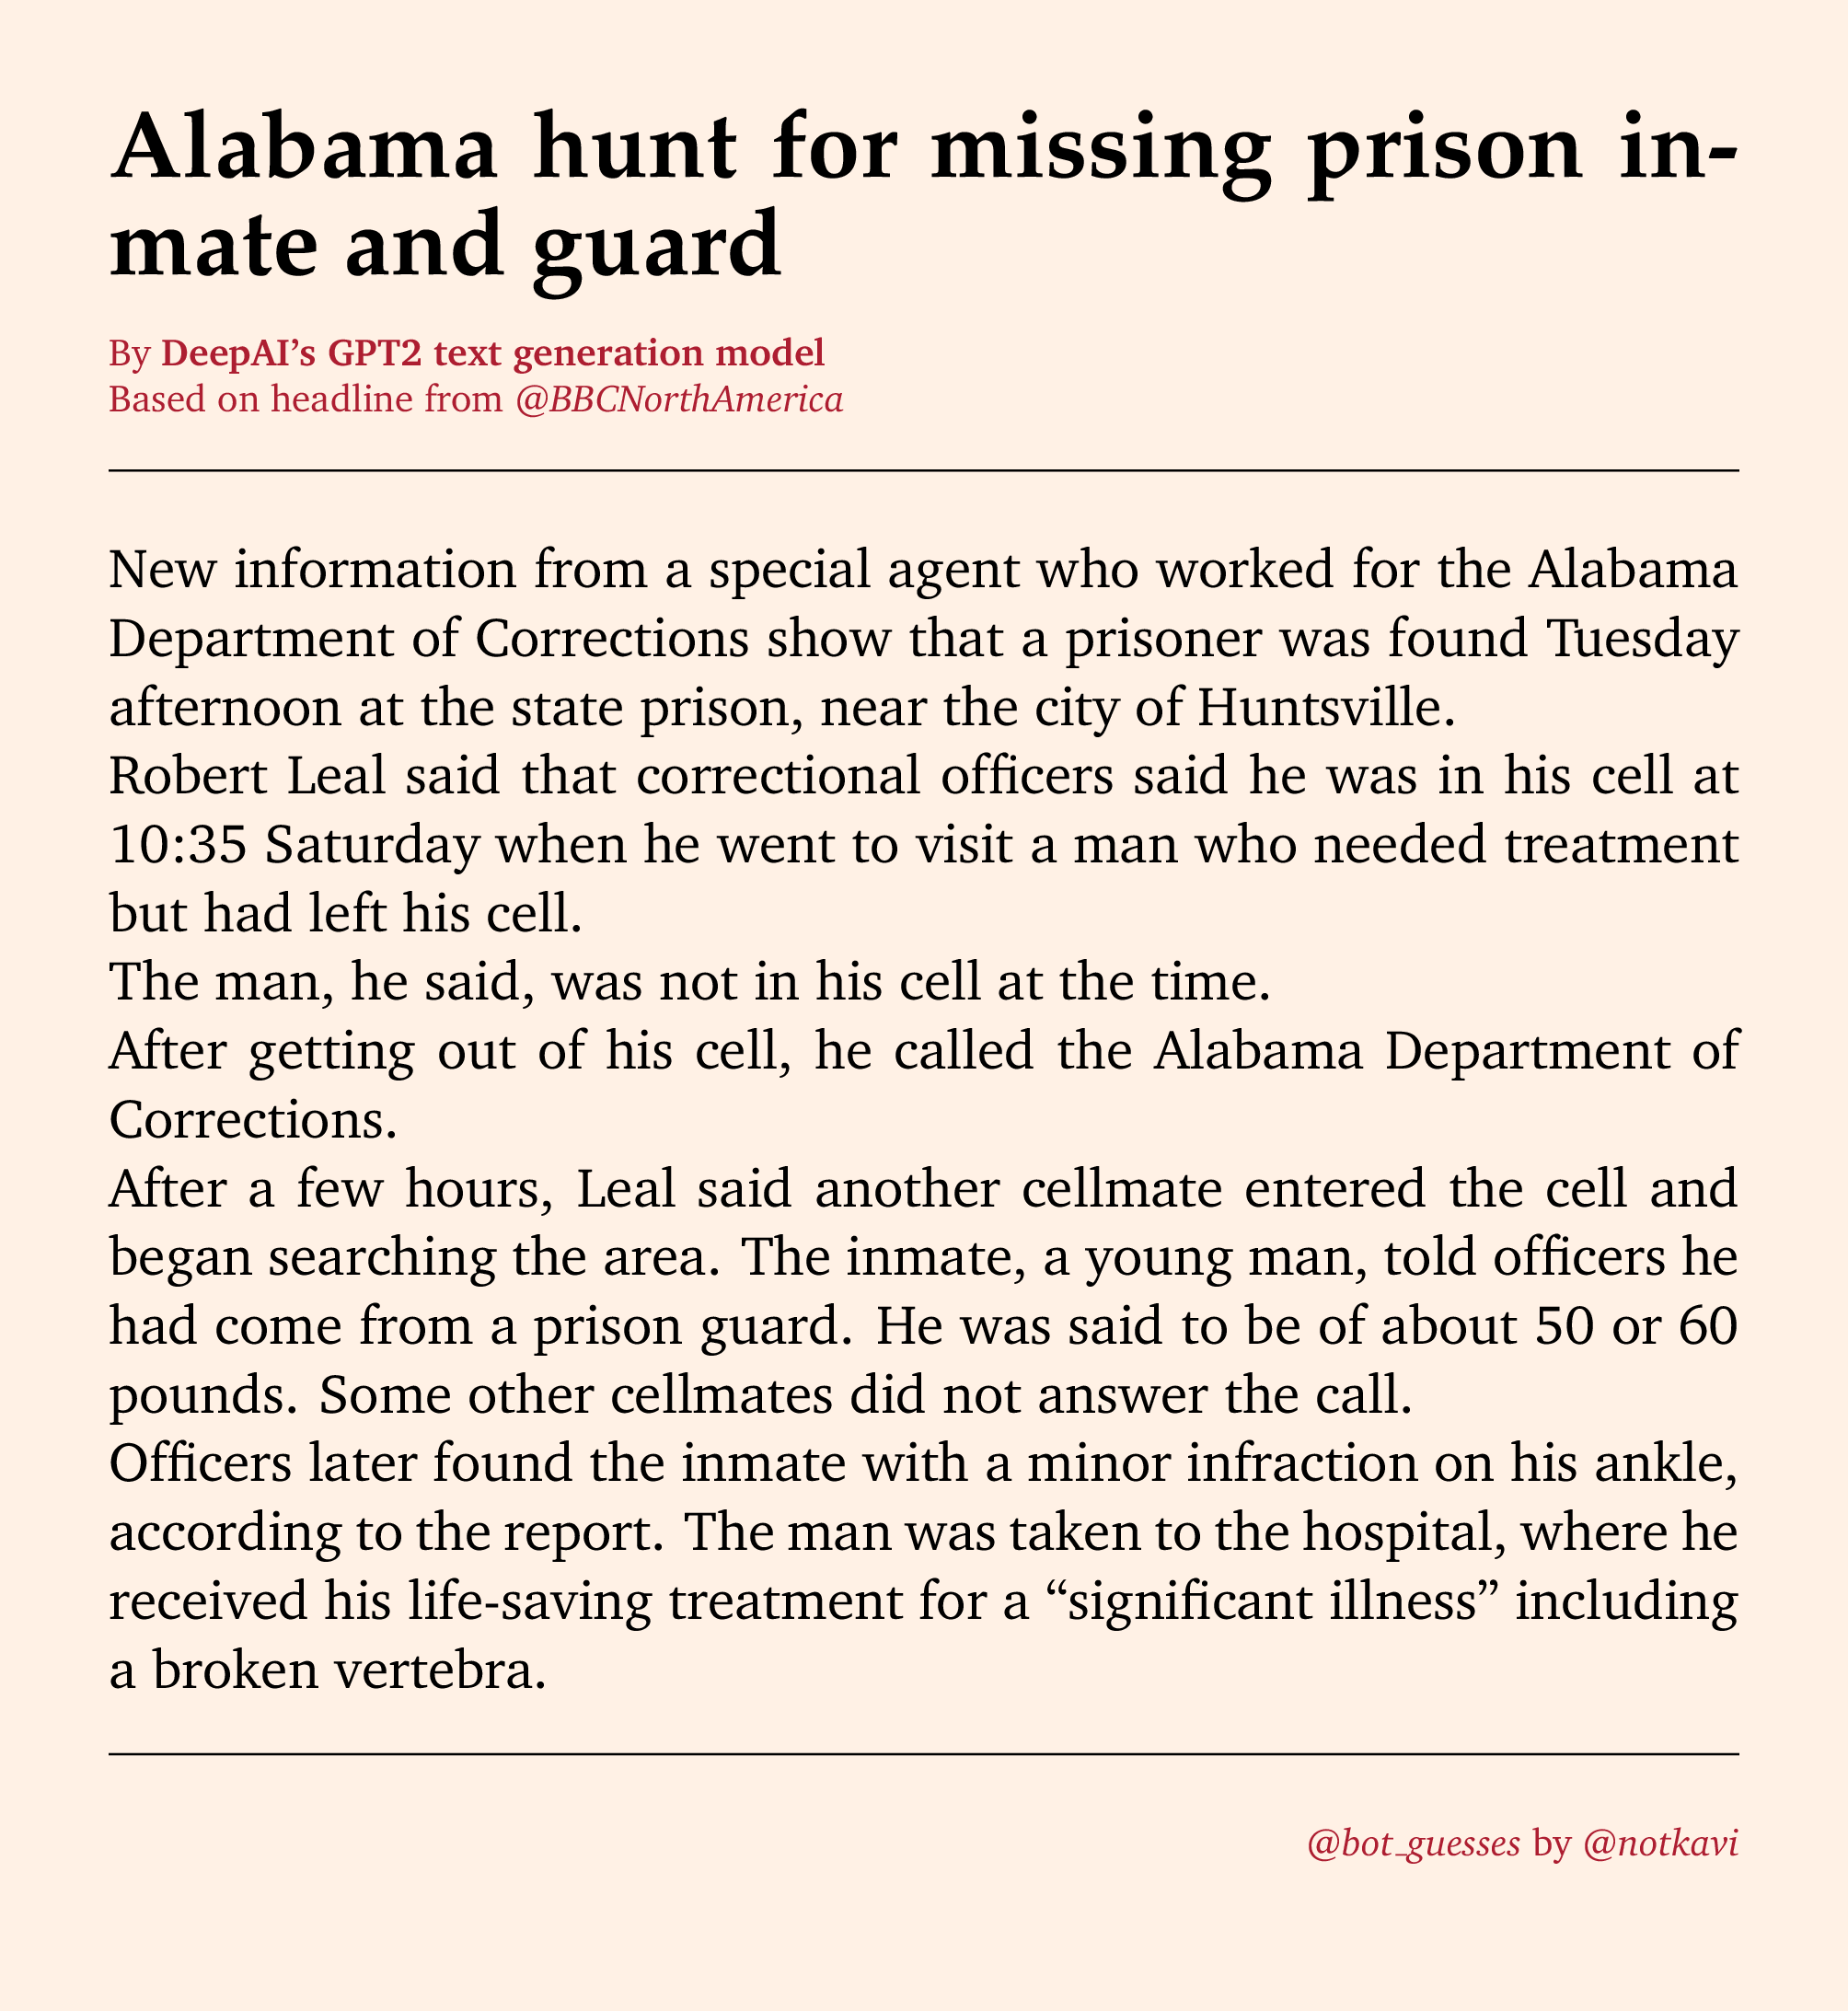 Alabama hunt for missing prison in-
mate and guard
By DeepAI’s GPT2 text generation model
Based on headline from @BBCNorthAmerica
New information from a special agent who worked for the Alabama
Department of Corrections show that a prisoner was found Tuesday
afternoon at the state prison, near the city of Huntsville.
Robert Leal said that correctional officers said he was in his cell at
10:35 Saturday when he went to visit a man who needed treatment
but had left his cell.
The man, he said, was not in his cell at the time.
After getting out of his cell, he called the Alabama Department of
Corrections.
After a few hours, Leal said another cellmate entered the cell and
began searching the area. The inmate, a young man, told officers he
had come from a prison guard. He was said to be of about 50 or 60
pounds. Some other cellmates did not answer the call.
Officers later found the inmate with a minor infraction on his ankle,
according to the report. The man was taken to the hospital, where he
received his life-saving treatment for a “significant illness” including
a broken vertebra.
@bot_guesses by @notkavi